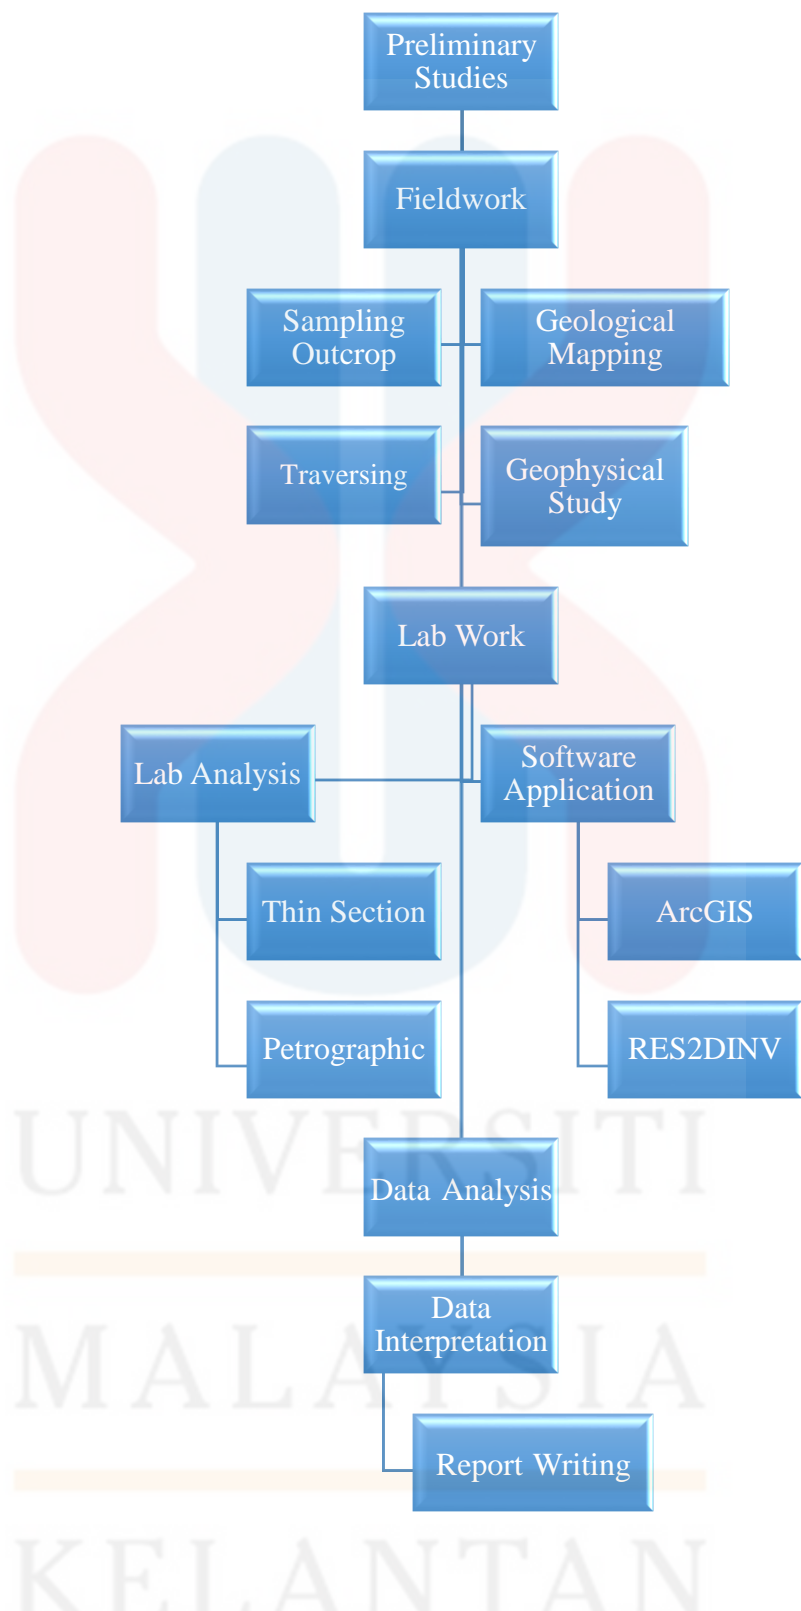 Preliminary
Studies
Fieldwork
Sampling
Outcrop
Geological
Mapping
Traversing
Geophysical
Study
Lab Work
Lab Analysis
Software
Application
Thin Section
ArcGIS
Petrographic
RES2DINV
UNIVERSITI
Data Analysis
MALAYSIA
Data
Interpretation
Report Writing
KELANTAN